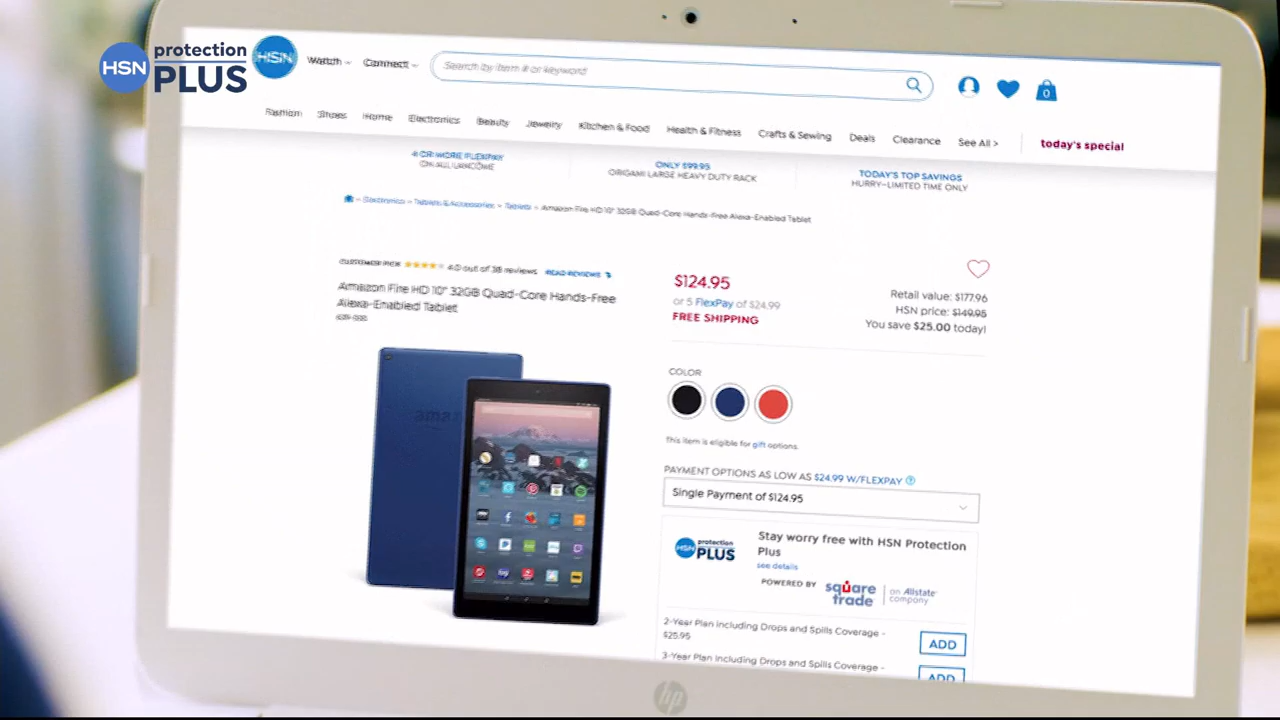 HSN protection PLUS
HSN Watch Connect Search by item # or keyword 0
Fashion Shoes Home Electronics Beauty Jewelry Kitchen & Food Health & Fitness Crafts & Sewing Deals Clearance See All > today's special
4 OR MORE FLEXPAY
ON ALL LANCOME
ONLY $99.95
ORIGAMI LARGE HEAVY DUTY RACK
TODAY'S TOP SAVINGS
HURRY-LIMITED TIME ONLY
Electronics > Tablets & Accessories > Tablets > Amazon Fire HD 10" 32GB Quad-Core Hands-Free Alexa-Enabled Tablet
CUSTOMER PICK 4.0 out of 38 reviews READ REVIEWS
Amazon Fire HD 10" 32GB Quad-Core Hands-Free
Alexa-Enabled Tablet
$124.95
or 5 FlexPay of $24.99
FREE SHIPPING
Retail value: $177.96
HSN price: $149.95
You save $25.00 today!
COLOR
This item is eligible for gift options.
PAYMENT OPTIONS AS LOW AS $24.99 W/FLEXPAY
Single Payment of $124.95
HSN protection PLUS
Stay worry free with HSN Protection
Plus
see details
POWERED BY square trade an Allstate company
2-Year Plan Including Drops and Spills Coverage -
$25.95
ADD
3-Year Plan Including Drops and Spills Coverage -
ADD
hp